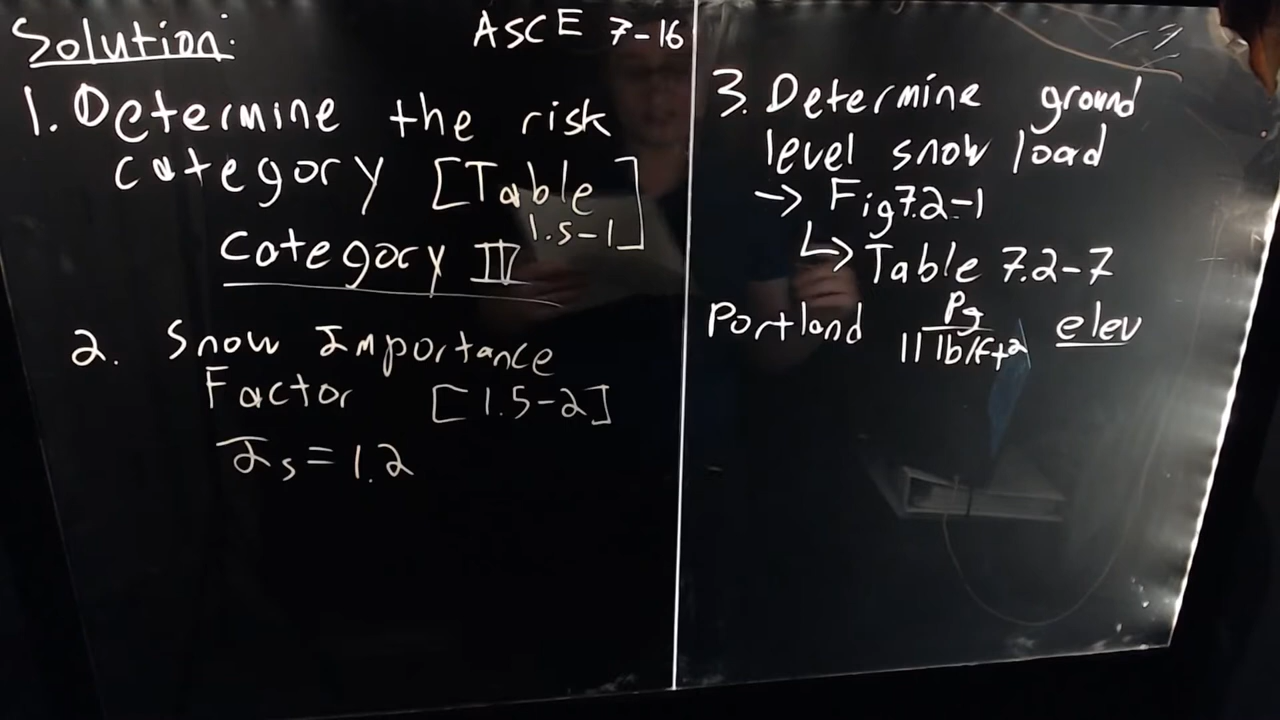 Solution:
ASCE 7-16
1. Determine the risk
category [Table
1.5-1]
Category IV
2. Snow Importance
Factor [1.5-2]
Is = 1.2
3. Determine ground
level snow load
-> Fig 7.2-1
↳ Table 7.2-7
Portland Pg elev
11 lb/ft2